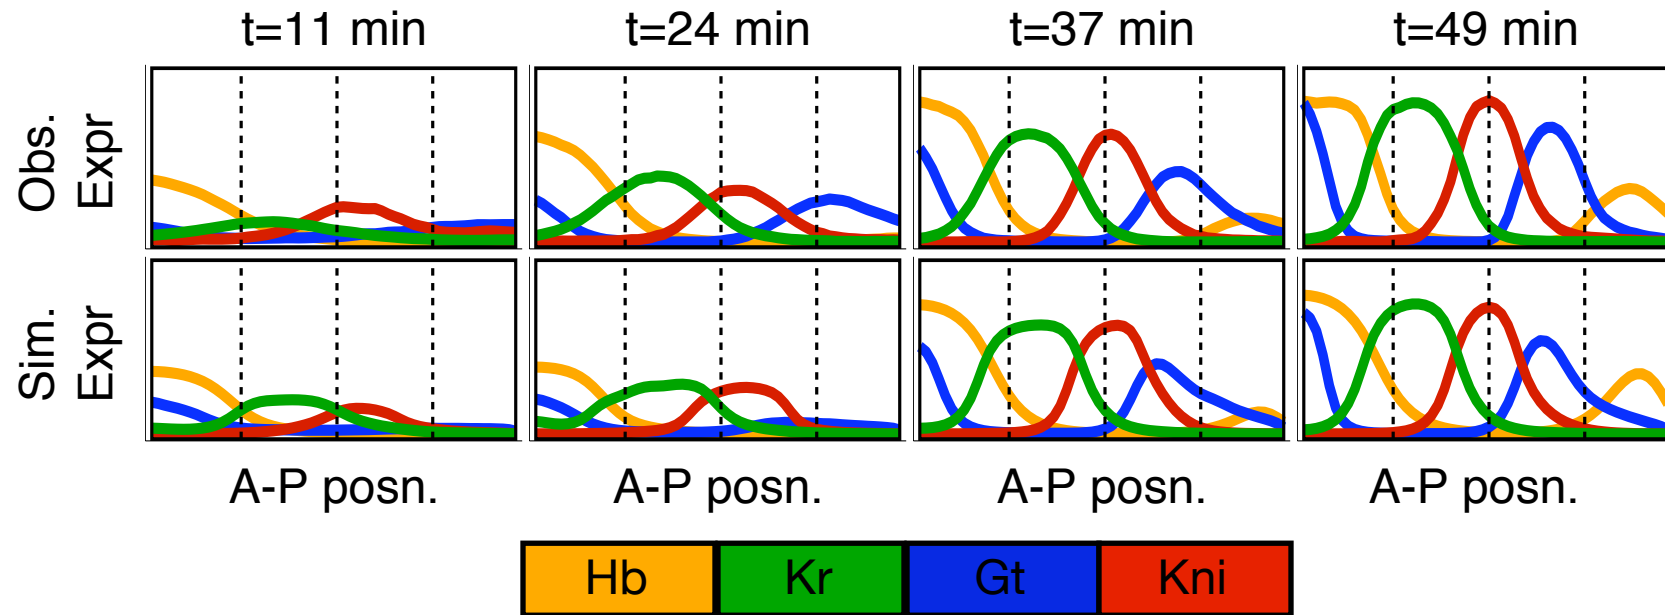 t=11 min t=24 min t=37 min t=49 min
Obs.
Expr
Sim.
Expr
A-P posn. A-P posn. A-P posn. A-P posn.
Hb Kr Gt Kni